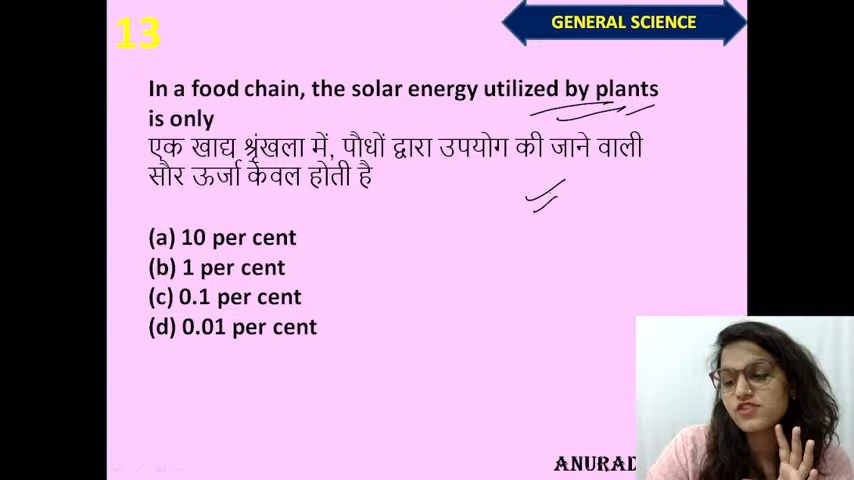 13
GENERAL SCIENCE
In a food chain, the solar energy utilized by plants
is only
एक खाद्य श्रृंखला में, पौधों द्वारा उपयोग की जाने वाली
सौर ऊर्जा केवल होती है
(a) 10 per cent
(b) 1 per cent
(c) 0.1 per cent
(d) 0.01 per cent